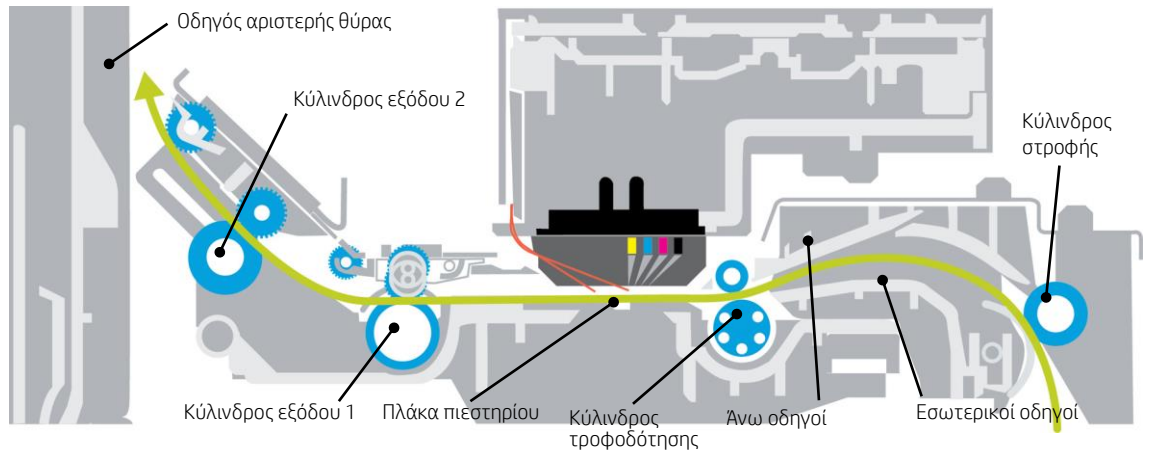 Οδηγός αριστερής θύρας
Κύλινδρος εξόδου 2
Κύλινδρος
στροφής
Κύλινδρος εξόδου 1
Πλάκα πιεστηρίου
Κύλινδρος
τροφοδότησης
Άνω οδηγοί
Εσωτερικοί οδηγοί